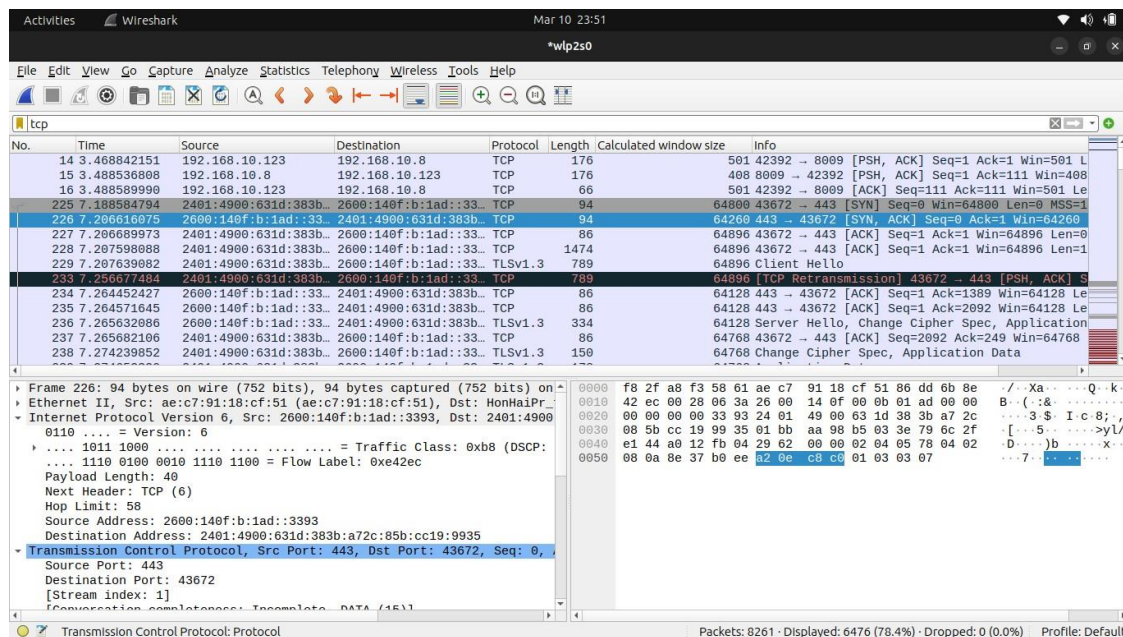 Activities Wireshark Mar 10 23:51
*wlp2s0
File Edit View Go Capture Analyze Statistics Telephony Wireless Tools Help
tcp
No. Time Source Destination Protocol Length Calculated window size Info
14 3.468842151 192.168.10.123 192.168.10.8 TCP 176 501 42392 → 8009 [PSH, ACK] Seq=1 Ack=1 Win=501 L
15 3.488536808 192.168.10.8 192.168.10.123 TCP 176 408 8009 → 42392 [PSH, ACK] Seq=1 Ack=111 Win=408
16 3.488589990 192.168.10.123 192.168.10.8 TCP 66 501 42392 → 8009 [ACK] Seq=111 Ack=111 Win=501 Le
225 7.188584794 2401:4900:631d:383b… 2600:140f:b:1ad::33… TCP 94 64800 43672 → 443 [SYN] Seq=0 Win=64800 Len=0 MSS=1
226 7.206616075 2600:140f:b:1ad::33… 2401:4900:631d:383b… TCP 94 64260 443 → 43672 [SYN, ACK] Seq=0 Ack=1 Win=64260
227 7.206689973 2401:4900:631d:383b… 2600:140f:b:1ad::33… TCP 86 64896 43672 → 443 [ACK] Seq=1 Ack=1 Win=64896 Len=0
228 7.207598088 2401:4900:631d:383b… 2600:140f:b:1ad::33… TCP 1474 64896 43672 → 443 [ACK] Seq=1 Ack=1 Win=64896 Len=1
229 7.207639082 2401:4900:631d:383b… 2600:140f:b:1ad::33… TLSv1.3 789 64896 Client Hello
233 7.256677484 2401:4900:631d:383b… 2600:140f:b:1ad::33… TCP 789 64896 [TCP Retransmission] 43672 → 443 [PSH, ACK] S
234 7.264452427 2600:140f:b:1ad::33… 2401:4900:631d:383b… TCP 86 64128 443 → 43672 [ACK] Seq=1 Ack=1389 Win=64128 Le
235 7.264571645 2600:140f:b:1ad::33… 2401:4900:631d:383b… TCP 86 64128 443 → 43672 [ACK] Seq=1 Ack=2092 Win=64128 Le
236 7.265632086 2600:140f:b:1ad::33… 2401:4900:631d:383b… TLSv1.3 334 64128 Server Hello, Change Cipher Spec, Application
237 7.265682106 2401:4900:631d:383b… 2600:140f:b:1ad::33… TCP 86 64768 43672 → 443 [ACK] Seq=2092 Ack=249 Win=64768
238 7.274239852 2401:4900:631d:383b… 2600:140f:b:1ad::33… TLSv1.3 150 64768 Change Cipher Spec, Application Data
Frame 226: 94 bytes on wire (752 bits), 94 bytes captured (752 bits) on
Ethernet II, Src: ae:c7:91:18:cf:51 (ae:c7:91:18:cf:51), Dst: HonHaiPr_
Internet Protocol Version 6, Src: 2600:140f:b:1ad::3393, Dst: 2401:4900
0110 .... = Version: 6
.... 1011 1000 .... .... .... .... .... = Traffic Class: 0xb8 (DSCP:
.... 1110 0100 0010 1110 1100 = Flow Label: 0xe42ec
Payload Length: 40
Next Header: TCP (6)
Hop Limit: 58
Source Address: 2600:140f:b:1ad::3393
Destination Address: 2401:4900:631d:383b:a72c:85b:cc19:9935
Transmission Control Protocol, Src Port: 443, Dst Port: 43672, Seq: 0,
Source Port: 443
Destination Port: 43672
[Stream index: 1]
[Conversation completeness: Incomplete, DATA (15)]
0000 f8 2f a8 f3 58 61 ae c7 91 18 cf 51 86 dd 6b 8e ·/··Xa·· ···Q··k·
0010 42 ec 00 28 06 3a 26 00 14 0f 00 0b 01 ad 00 00 B··(·:&· ········
0020 00 00 00 00 33 93 24 01 49 00 63 1d 38 3b a7 2c ····3·$· I·c·8;·,
0030 08 5b cc 19 99 35 01 bb aa 98 b5 03 3e 79 6c 2f ·[···5·· ····>yl/
0040 e1 44 a0 12 fb 04 29 62 00 00 02 04 05 78 04 02 ·D····)b ·····x··
0050 08 0a 8e 37 b0 ee a2 0e c8 c0 01 03 03 07 ···7···· ······
Transmission Control Protocol: Protocol Packets: 8261 · Displayed: 6476 (78.4%) · Dropped: 0 (0.0%) Profile: Default